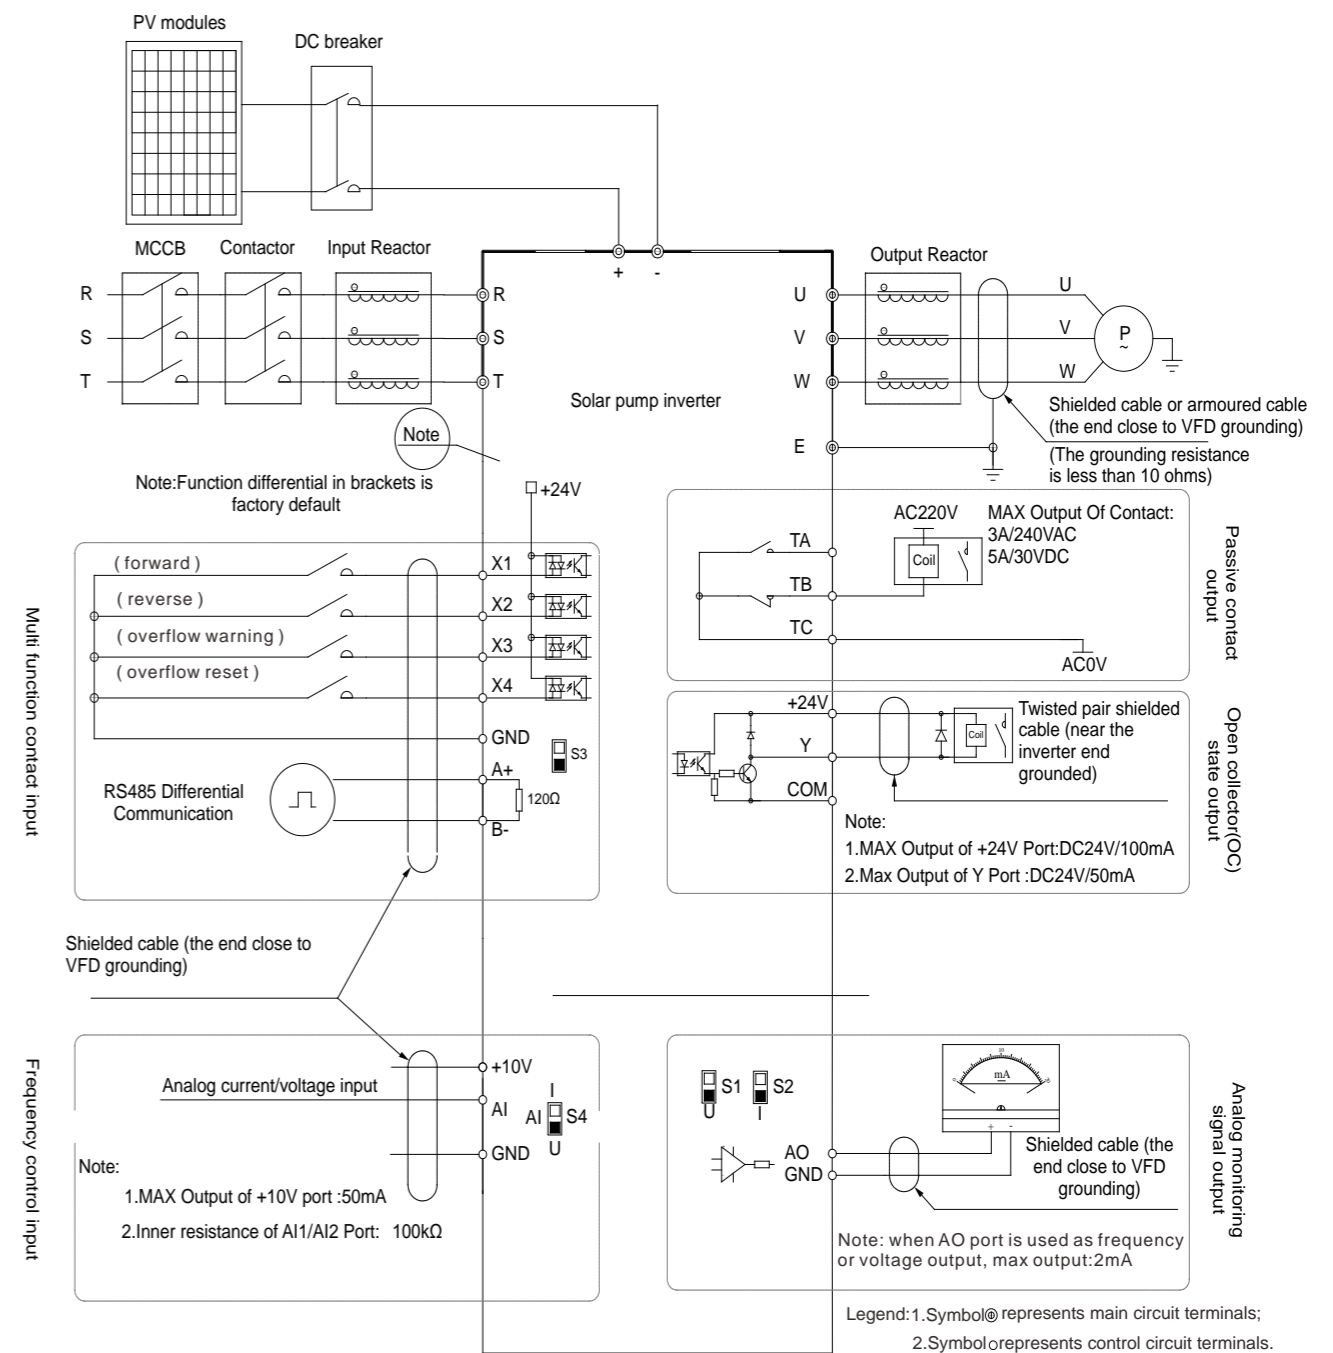 PV modules
DC breaker
MCCB
Contactor
Input Reactor
+
-
Output Reactor
R
R
S
S
T
T
U
U
V
V
W
W
P
~
Solar pump inverter
E
Shielded cable or armoured cable
(the end close to VFD grounding)
(The grounding resistance
is less than 10 ohms)
Note
Note:Function differential in brackets is
factory default
+24V
Multi function contact input
( forward )
X1
( reverse )
X2
( overflow warning )
X3
( overflow reset )
X4
GND
S3
A+
120Ω
B-
RS485 Differential
Communication
TA
TB
TC
AC220V
Coil
MAX Output Of Contact:
3A/240VAC
5A/30VDC
AC0V
Passive contact
output
+24V
Y
COM
Coil
Twisted pair shielded
cable (near the
inverter end
grounded)
Note:
1.MAX Output of +24V Port:DC24V/100mA
2.Max Output of Y Port :DC24V/50mA
Open collector(OC)
state output
Shielded cable (the end close to
VFD grounding)
Frequency control input
+10V
Analog current/voltage input
AI
GND
I
AI
S4
U
Note:
1.MAX Output of +10V port :50mA
2.Inner resistance of AI1/AI2 Port: 100kΩ
S1
U
S2
I
0
10
20
mA
+
-
AO
GND
Shielded cable (the
end close to VFD
grounding)
Note: when AO port is used as frequency
or voltage output, max output:2mA
Analog monitoring
signal output
Legend:1.Symbol represents main circuit terminals;
2.Symbol represents control circuit terminals.